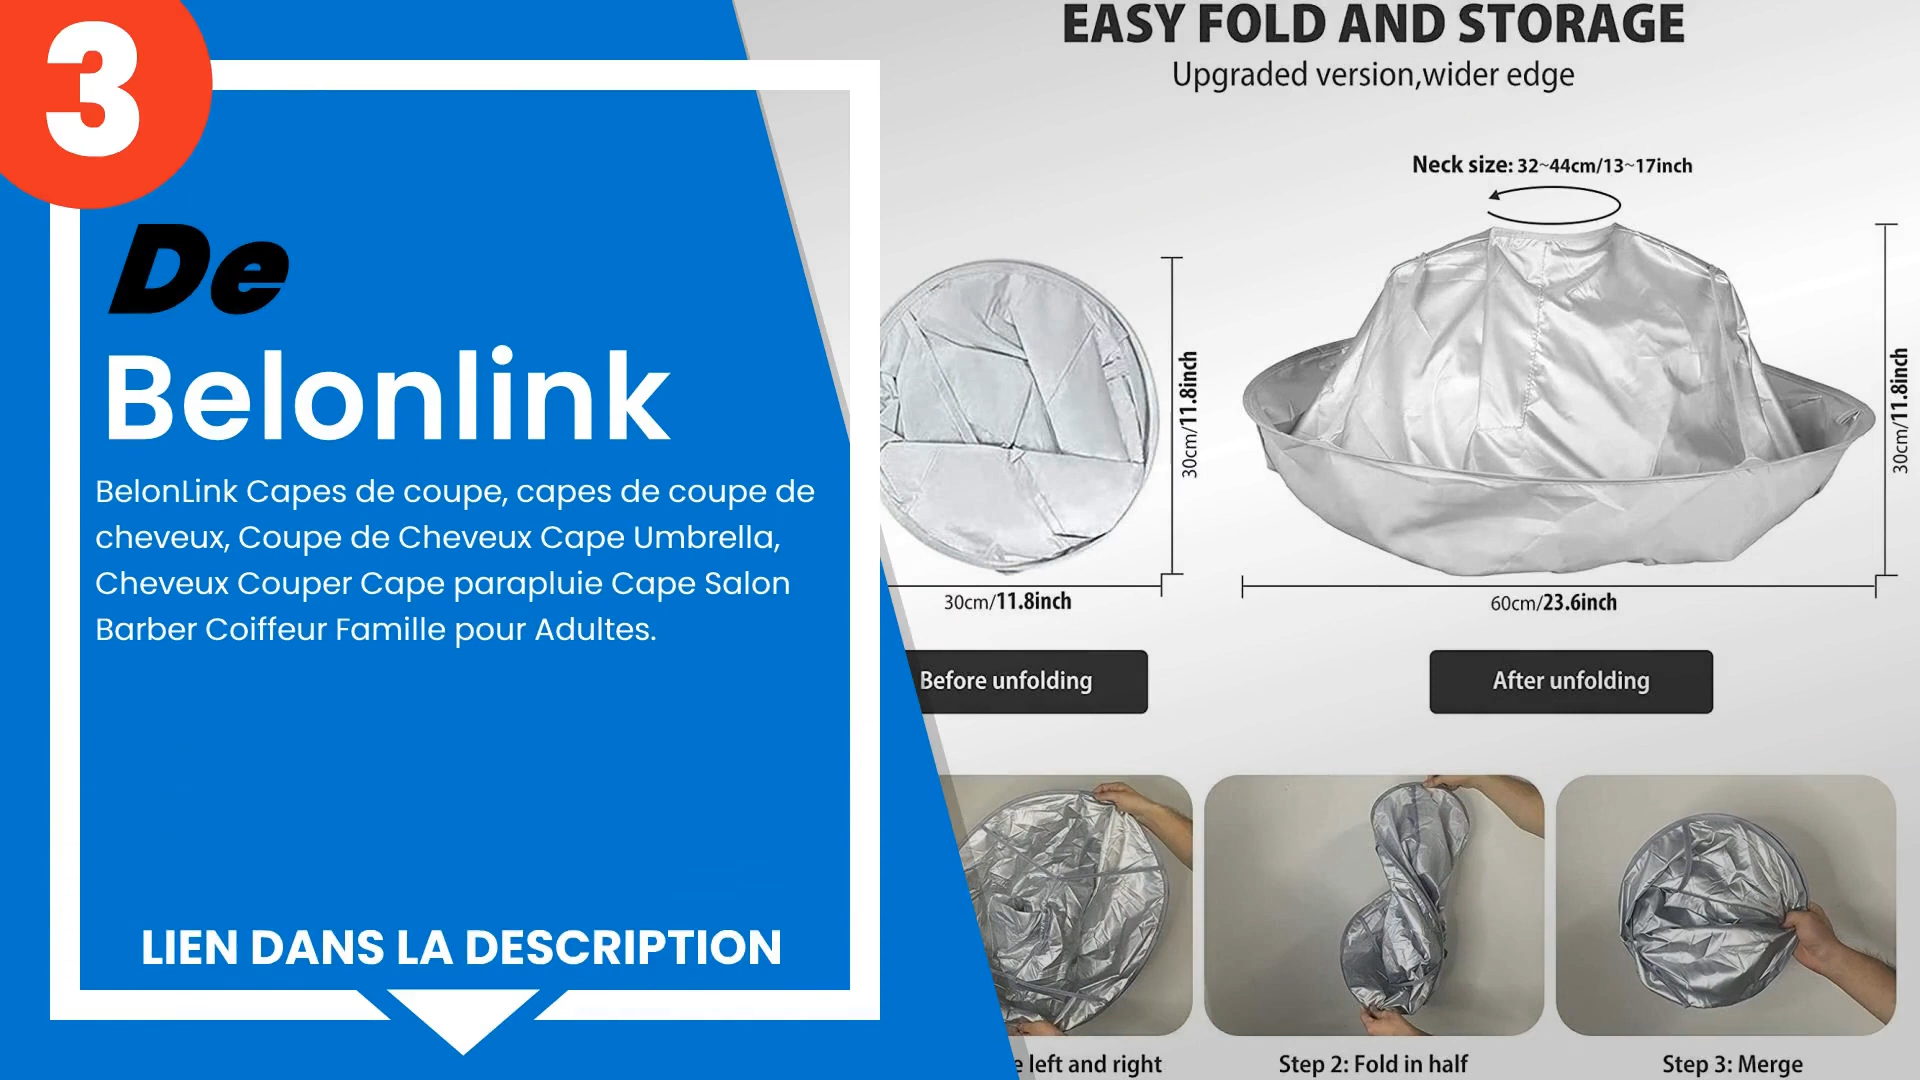 3
De
Belonlink
BelonLink Capes de coupe, capes de coupe de
cheveux, Coupe de Cheveux Cape Umbrella,
Cheveux Couper Cape parapluie Cape Salon
Barber Coiffeur Famille pour Adultes.
LIEN DANS LA DESCRIPTION
EASY FOLD AND STORAGE
Upgraded version,wider edge
Neck size: 32~44cm/13~17inch
30cm/11.8inch
30cm/11.8inch
30cm/11.8inch
60cm/23.6inch
Before unfolding
After unfolding
left and right
Step 2: Fold in half
Step 3: Merge